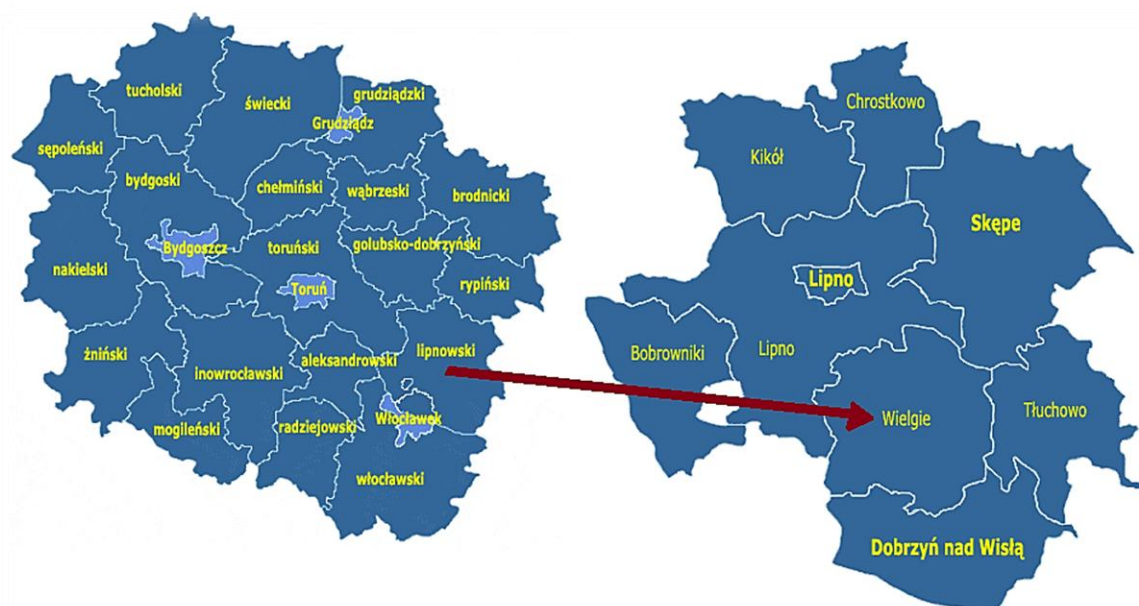 tucholski
świecki
grudziądzki
Grudziądz
sępoleński
bydgoski
chełmiński
wąbrzeski
brodnicki
Bydgoszcz
toruński
golubsko-dobrzyński
nakielski
Toruń
rypiński
żniński
inowrocławski
aleksandrowski
lipnowski
mogileński
radziejowski
Włocławek
włocławski
Chrostkowo
Kikół
Skępe
Lipno
Bobrowniki
Lipno
Wielgie
Tłuchowo
Dobrzyń nad Wisłą